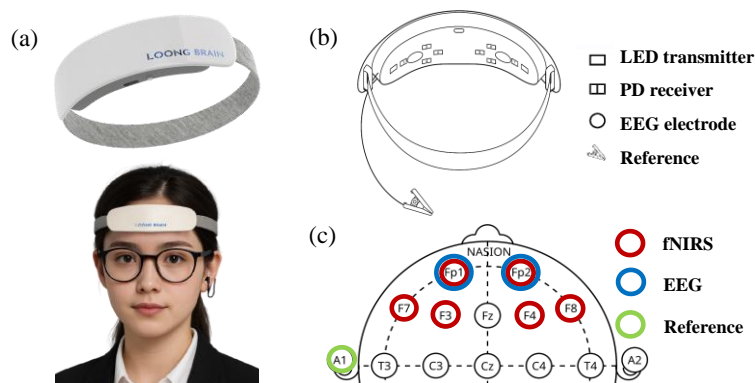 (a)
LOONG BRAIN
LOONG BRAIN
(b)
LED transmitter
PD receiver
EEG electrode
Reference
(c)
NASION
Fp1
Fp2
F7
F3
Fz
F4
F8
A1
T3
C3
Cz
C4
T4
A2
fNIRS
EEG
Reference